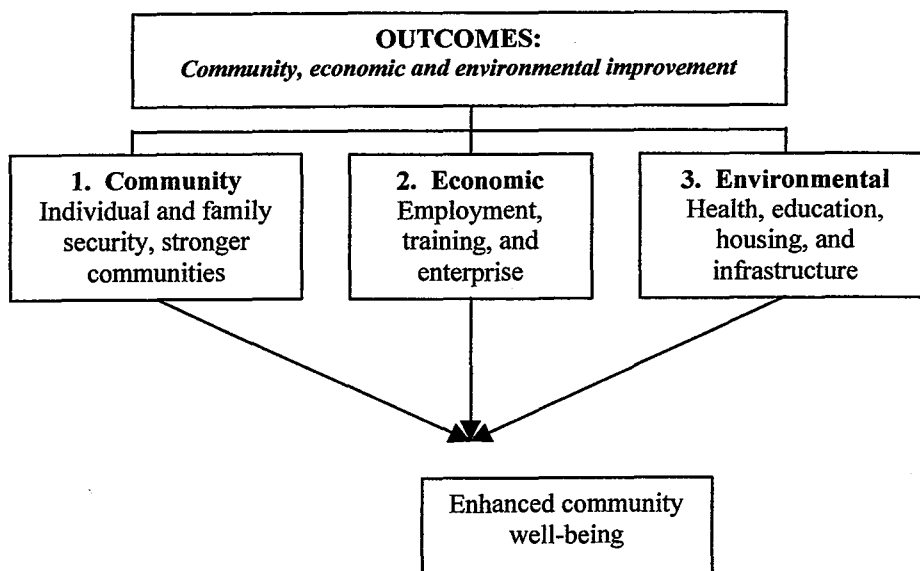 OUTCOMES:
Community, economic and environmental improvement
1. Community
Individual and family
security, stronger
communities
2. Economic
Employment,
training, and
enterprise
3. Environmental
Health, education,
housing, and
infrastructure
Enhanced community
well-being